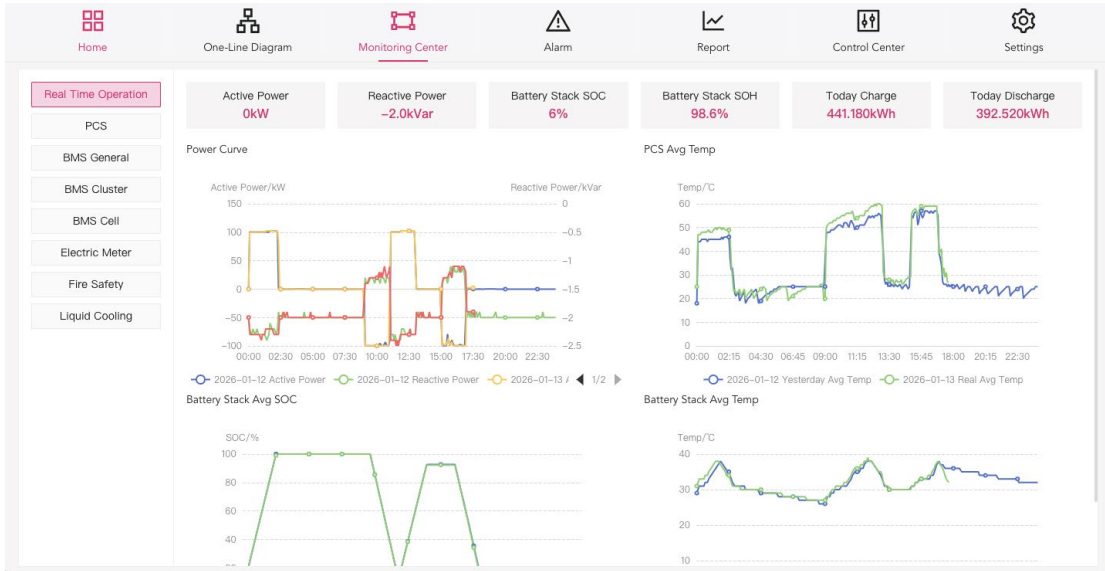 Home
One-Line Diagram
Monitoring Center
Alarm
Report
Control Center
Settings
Real Time Operation
PCS
BMS General
BMS Cluster
BMS Cell
Electric Meter
Fire Safety
Liquid Cooling
Active Power
0kW
Reactive Power
-2.0kVar
Battery Stack SOC
6%
Battery Stack SOH
98.6%
Today Charge
441.180kWh
Today Discharge
392.520kWh
Power Curve
Active Power/kW
Reactive Power/kVar
150
100
50
0
-50
-100
0
-0.5
-1
-1.5
-2
-2.5
00:00 02:30 05:00 07:30 10:00 12:30 15:00 17:30 20:00 22:30
2026-01-12 Active Power 2026-01-12 Reactive Power 2026-01-13 1/2
PCS Avg Temp
Temp/℃
60
50
40
30
20
10
0
00:00 02:15 04:30 06:45 09:00 11:15 13:30 15:45 18:00 20:15 22:30
2026-01-12 Yesterday Avg Temp 2026-01-13 Real Avg Temp
Battery Stack Avg SOC
SOC/%
100
80
60
40
Battery Stack Avg Temp
Temp/℃
40
30
20
10